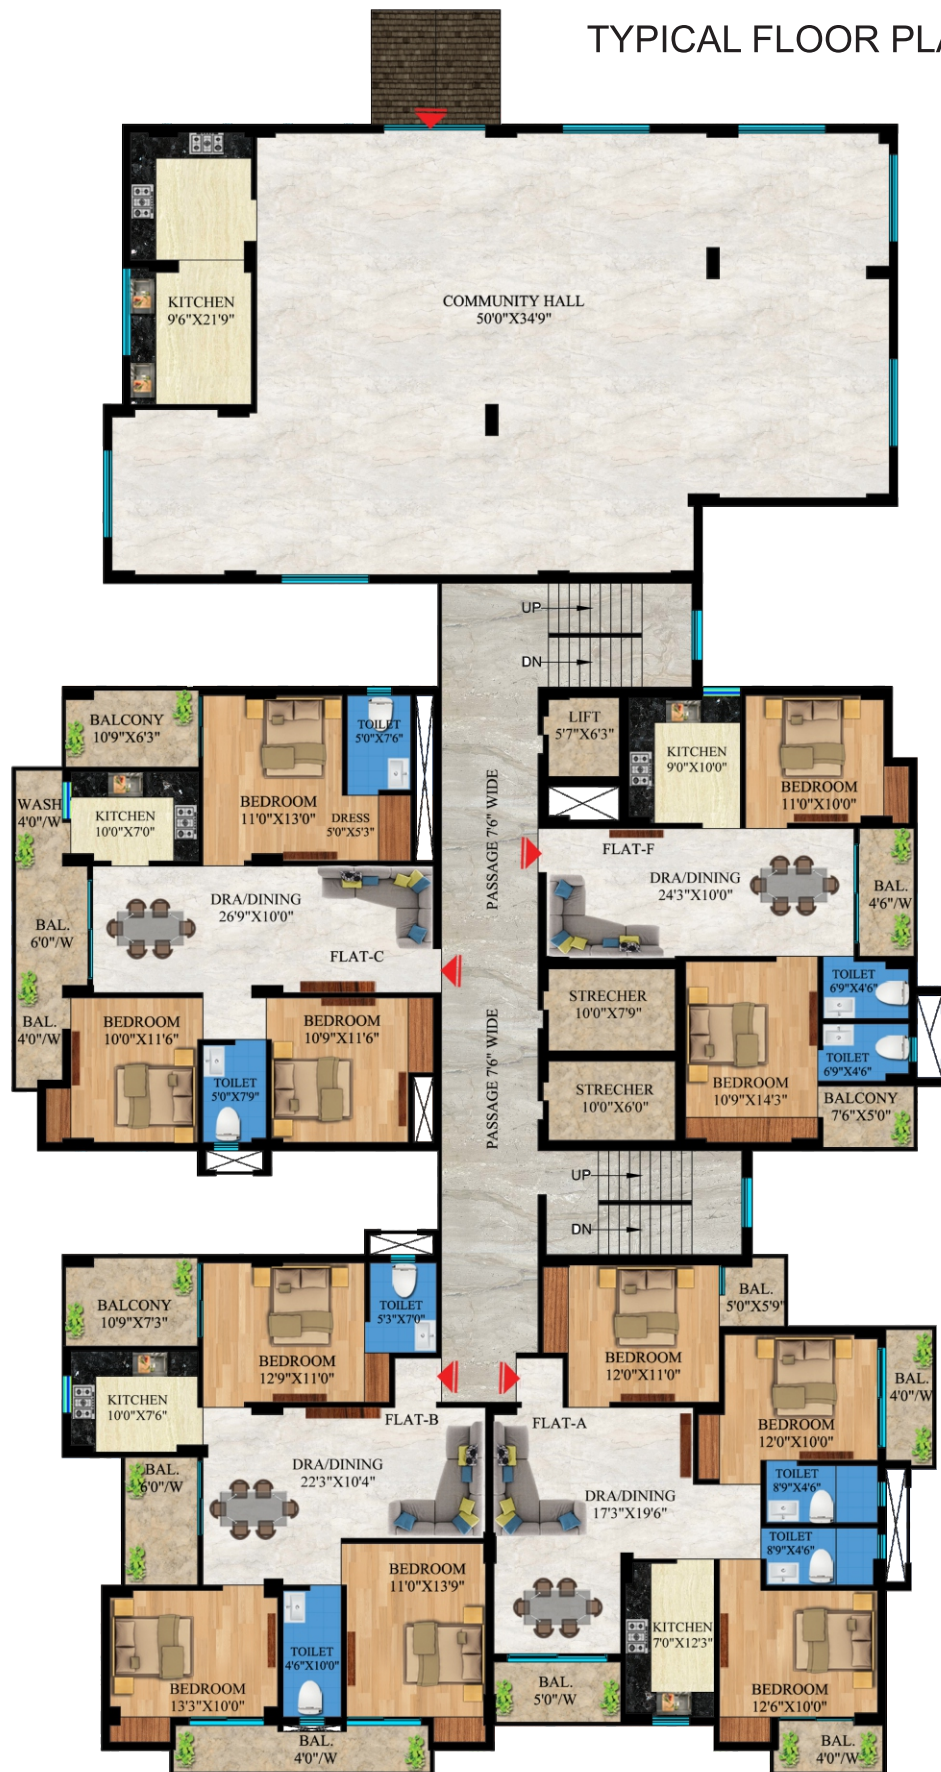 TYPICAL FLOOR PLA
KITCHEN
9'6"X21'9"
COMMUNITY HALL
50'0"X34'9"
UP
DN
BALCONY
10'9"X6'3"
TOILET
5'0"X7'6"
LIFT
5'7"X6'3"
KITCHEN
9'0"X10'0"
BEDROOM
11'0"X10'0"
WASH
4'0"/W
KITCHEN
10'0"X7'0"
BEDROOM
11'0"X13'0"
DRESS
5'0"X5'3"
PASSAGE 7'6" WIDE
FLAT-F
DRA/DINING
24'3"X10'0"
BAL.
4'6"/W
DRA/DINING
26'9"X10'0"
BAL.
6'0"/W
FLAT-C
TOILET
6'9"X4'6"
STRECHER
10'0"X7'9"
BAL.
4'0"/W
BEDROOM
10'0"X11'6"
BEDROOM
10'9"X11'6"
PASSAGE 7'6" WIDE
TOILET
5'0"X7'9"
TOILET
6'9"X4'6"
STRECHER
10'0"X6'0"
BEDROOM
10'9"X14'3"
BALCONY
7'6"X5'0"
UP
DN
BALCONY
10'9"X7'3"
TOILET
5'3"X7'0"
BAL.
5'0"X5'9"
BEDROOM
12'9"X11'0"
BEDROOM
12'0"X11'0"
BAL.
4'0"/W
KITCHEN
10'0"X7'6"
FLAT-B
FLAT-A
BEDROOM
12'0"X10'0"
BAL.
6'0"/W
DRA/DINING
22'3"X10'4"
TOILET
8'9"X4'6"
DRA/DINING
17'3"X19'6"
TOILET
8'9"X4'6"
BEDROOM
11'0"X13'9"
KITCHEN
7'0"X12'3"
TOILET
4'6"X10'0"
BEDROOM
13'3"X10'0"
BAL.
5'0"/W
BEDROOM
12'6"X10'0"
BAL.
4'0"/W
BAL.
4'0"/W